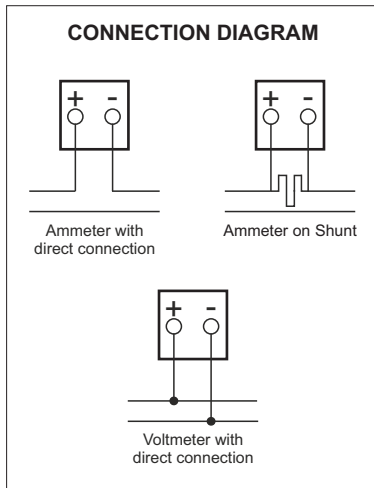 CONNECTION DIAGRAM
+ -
+ -
Ammeter with
direct connection
Ammeter on Shunt
+ -
Voltmeter with
direct connection